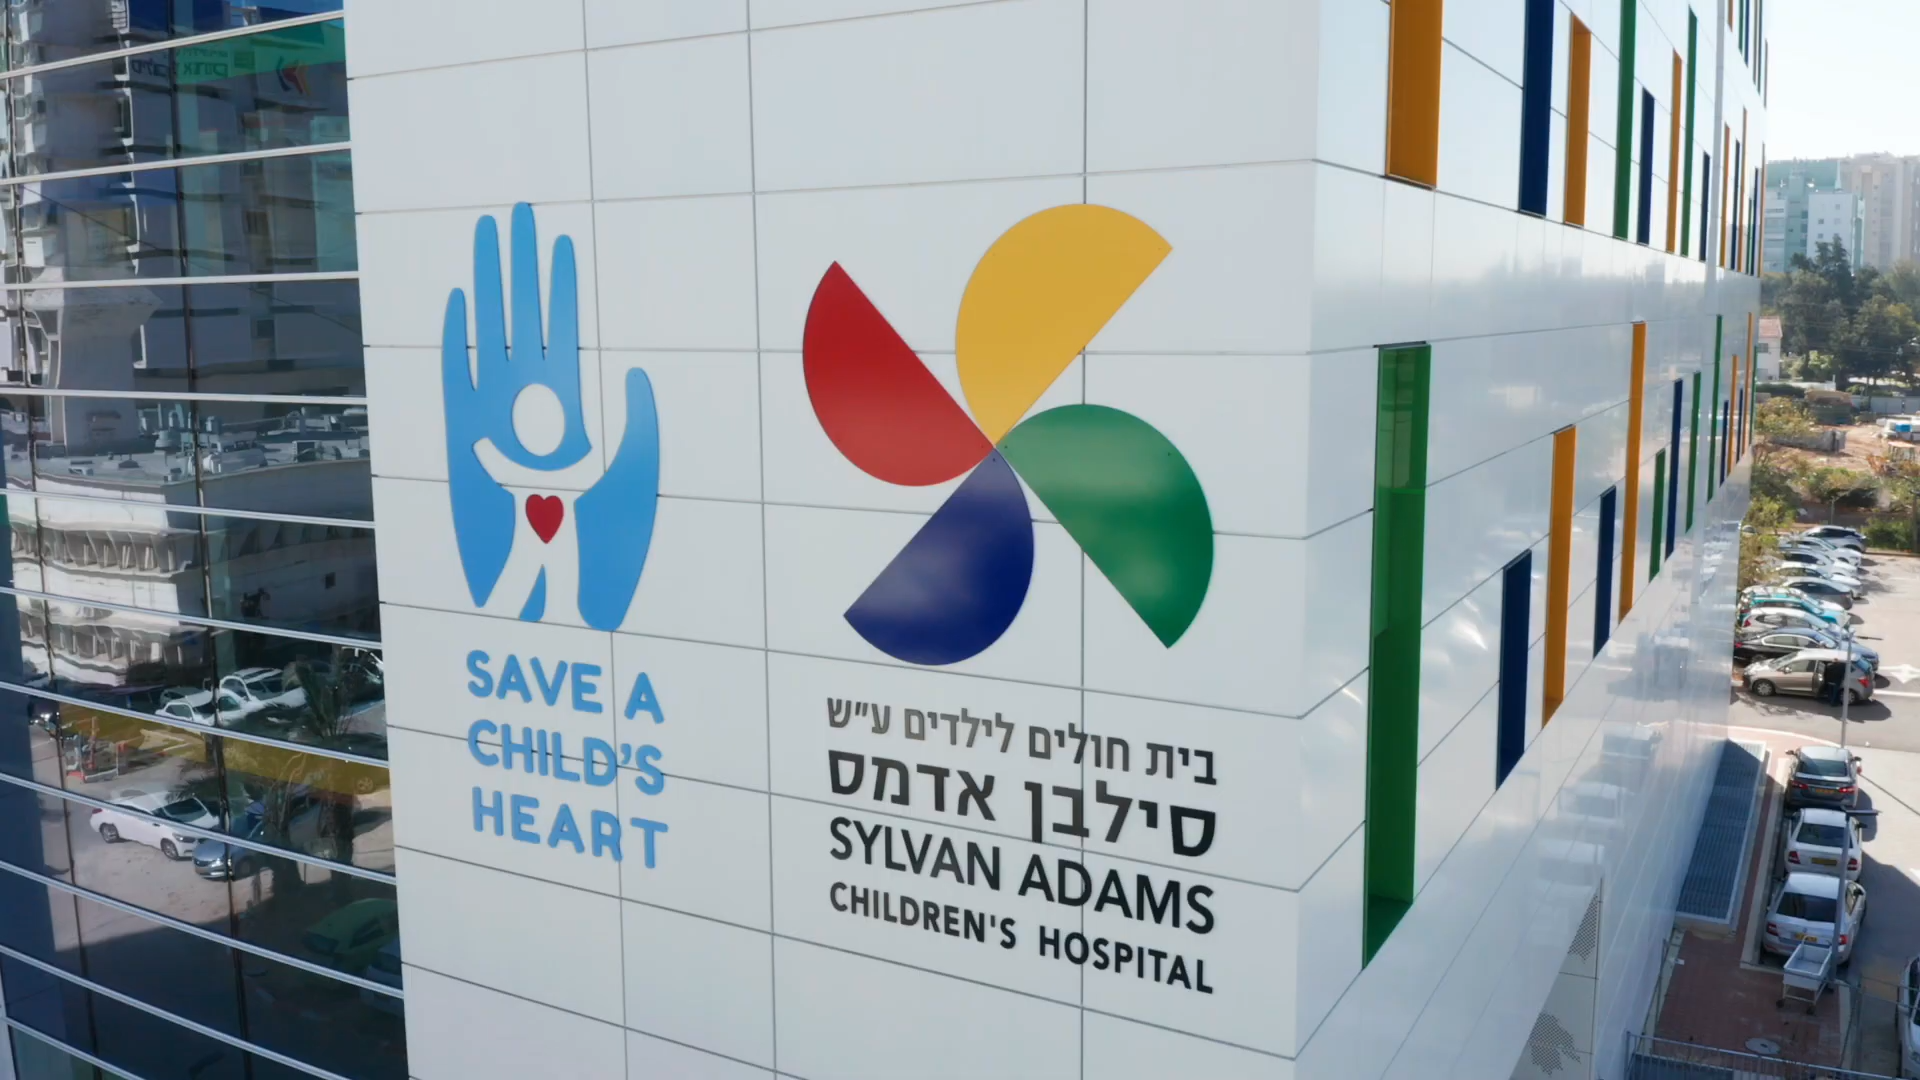 SAVE A
CHILD'S
HEART
בית חולים לילדים ע"ש
סילבן אדמס
SYLVAN ADAMS
CHILDREN'S HOSPITAL